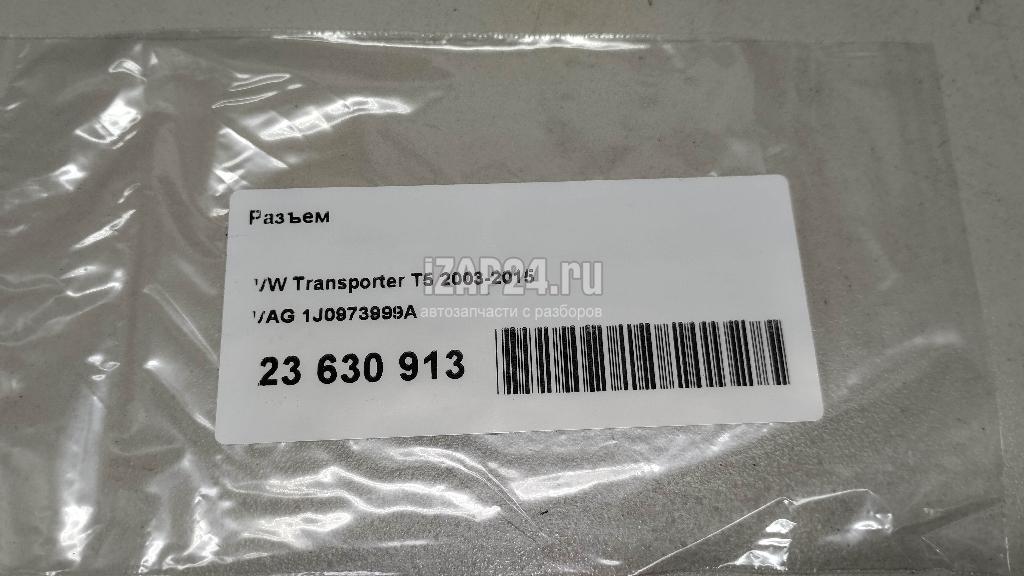 Разъем
VW Transporter T5 2003-2015
iZAP24.ru
VAG 1J0973999A
автозапчасти с разборов
23 630 913